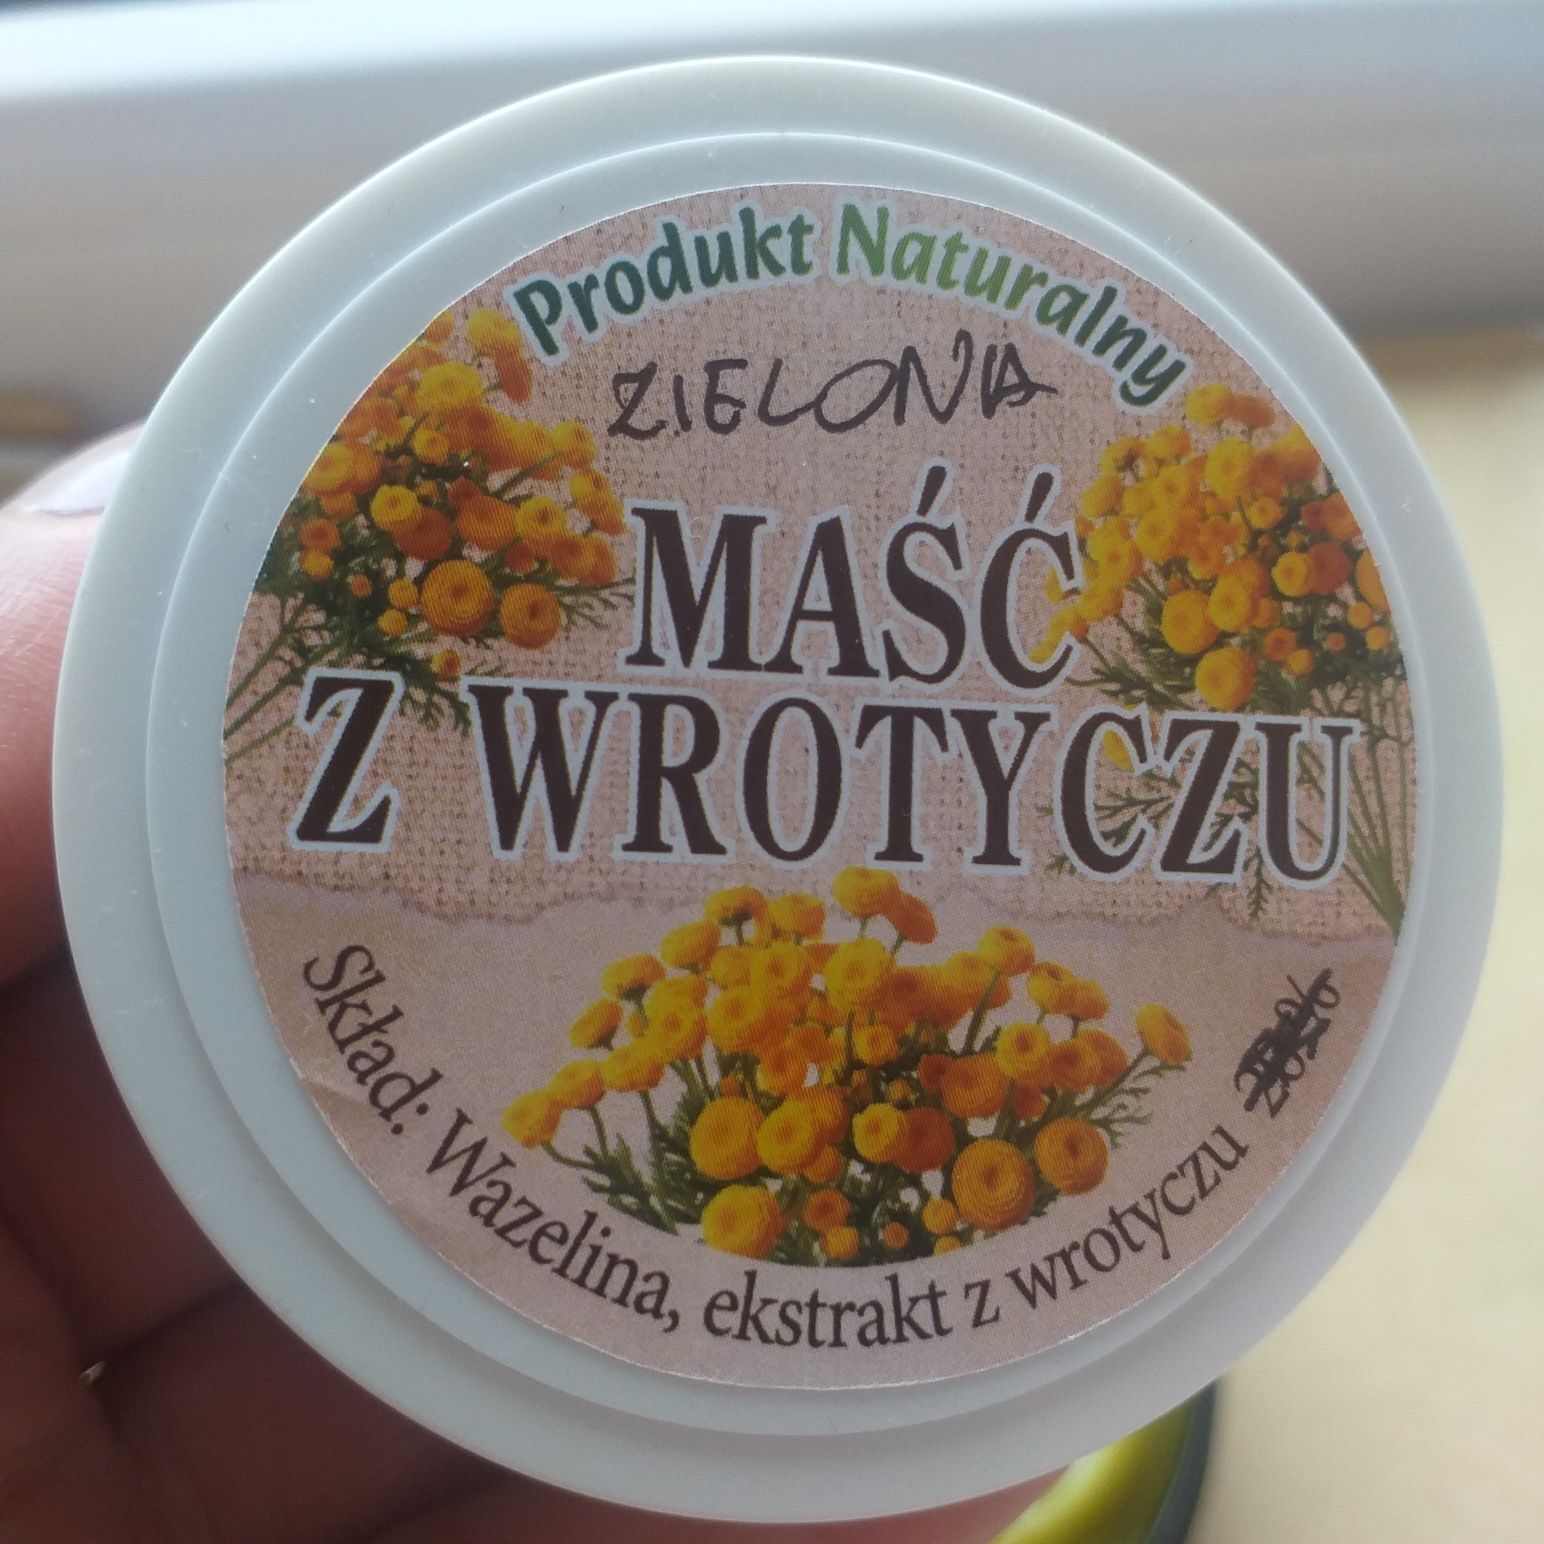 Produkt Naturalny
ZIELONA
MAŚĆ
Z WROTYCZU
Skład: Wazelina, ekstrakt z wrotyczu